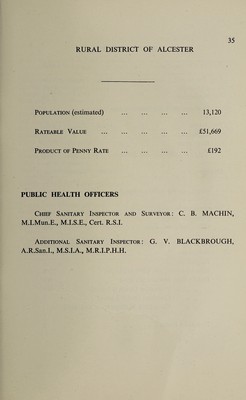 35
RURAL DISTRICT OF ALCESTER
POPULATION (estimated) ... ... ... ... 13,120
RATEABLE VALUE ... ... ... ... ... £51,669
PRODUCT OF PENNY RATE ... ... ... ... £192
PUBLIC HEALTH OFFICERS
CHIEF SANITARY INSPECTOR AND SURVEYOR: C. B. MACHIN,
M.I.Mun.E., M.I.S.E., Cert. R.S.I.
ADDITIONAL SANITARY INSPECTOR: G. V. BLACKBROUGH,
A.R.San.I., M.S.I.A., M.R.I.P.H.H.